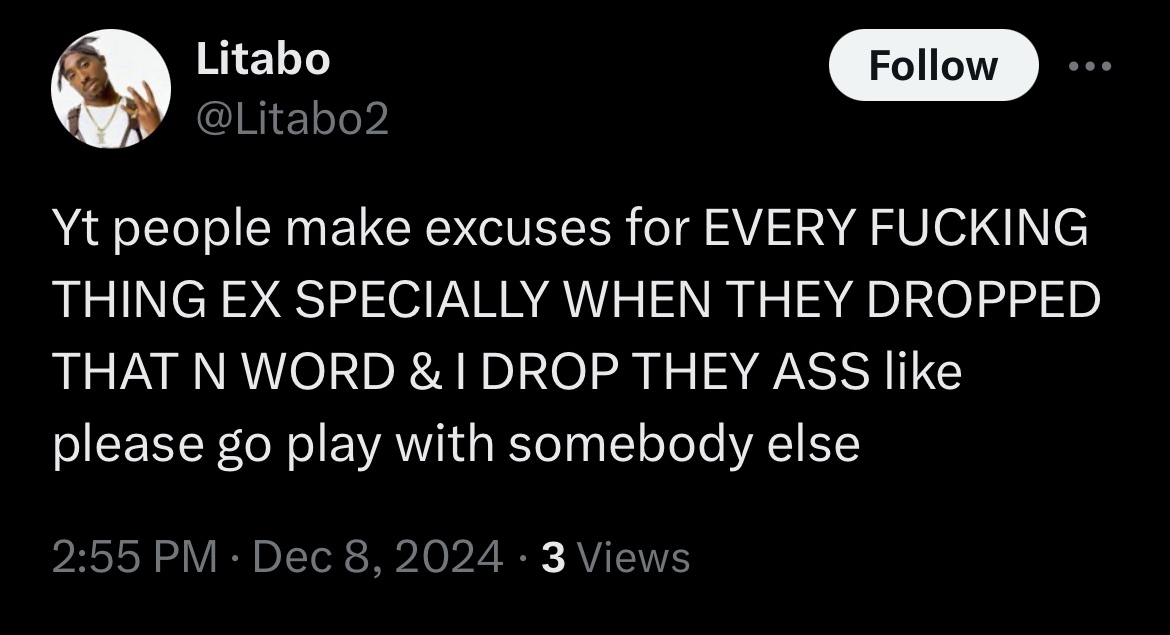 Litabo
@Litabo2
Follow
Yt people make excuses for EVERY FUCKING
THING EX SPECIALLY WHEN THEY DROPPED
THAT N WORD & I DROP THEY ASS like
please go play with somebody else
2:55 PM · Dec 8, 2024 · 3 Views